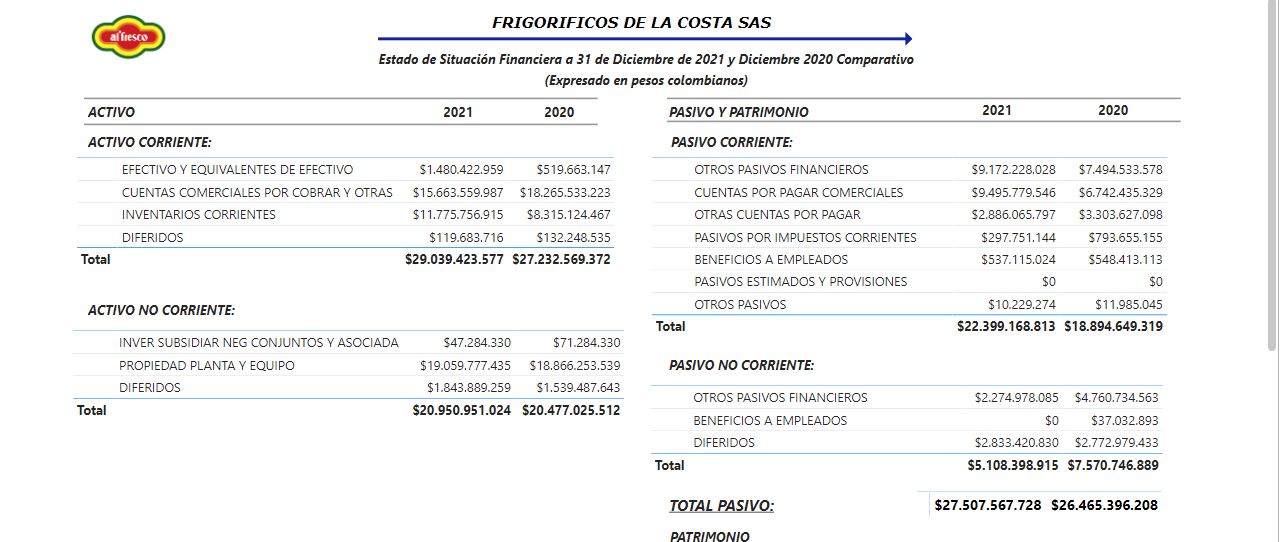 al'fresco
FRIGORIFICOS DE LA COSTA SAS
Estado de Situación Financiera a 31 de Diciembre de 2021 y Diciembre 2020 Comparativo
(Expresado en pesos colombianos)
ACTIVO 2021 2020
ACTIVO CORRIENTE:
EFECTIVO Y EQUIVALENTES DE EFECTIVO $1.480.422.959 $519.663.147
CUENTAS COMERCIALES POR COBRAR Y OTRAS $15.663.559.987 $18.265.533.223
INVENTARIOS CORRIENTES $11.775.756.915 $8.315.124.467
DIFERIDOS $119.683.716 $132.248.535
Total $29.039.423.577 $27.232.569.372
ACTIVO NO CORRIENTE:
INVER SUBSIDIAR NEG CONJUNTOS Y ASOCIADA $47.284.330 $71.284.330
PROPIEDAD PLANTA Y EQUIPO $19.059.777.435 $18.866.253.539
DIFERIDOS $1.843.889.259 $1.539.487.643
Total $20.950.951.024 $20.477.025.512
PASIVO Y PATRIMONIO 2021 2020
PASIVO CORRIENTE:
OTROS PASIVOS FINANCIEROS $9.172.228.028 $7.494.533.578
CUENTAS POR PAGAR COMERCIALES $9.495.779.546 $6.742.435.329
OTRAS CUENTAS POR PAGAR $2.886.065.797 $3.303.627.098
PASIVOS POR IMPUESTOS CORRIENTES $297.751.144 $793.655.155
BENEFICIOS A EMPLEADOS $537.115.024 $548.413.113
PASIVOS ESTIMADOS Y PROVISIONES $0 $0
OTROS PASIVOS $10.229.274 $11.985.045
Total $22.399.168.813 $18.894.649.319
PASIVO NO CORRIENTE:
OTROS PASIVOS FINANCIEROS $2.274.978.085 $4.760.734.563
BENEFICIOS A EMPLEADOS $0 $37.032.893
DIFERIDOS $2.833.420.830 $2.772.979.433
Total $5.108.398.915 $7.570.746.889
TOTAL PASIVO: $27.507.567.728 $26.465.396.208
PATRIMONIO